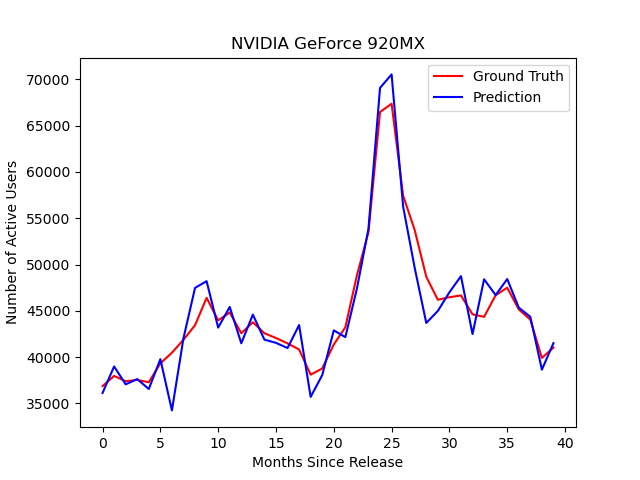 NVIDIA GeForce 920MX
Ground Truth
Prediction
Number of Active Users
70000
65000
60000
55000
50000
45000
40000
35000
0 5 10 15 20 25 30 35 40
Months Since Release